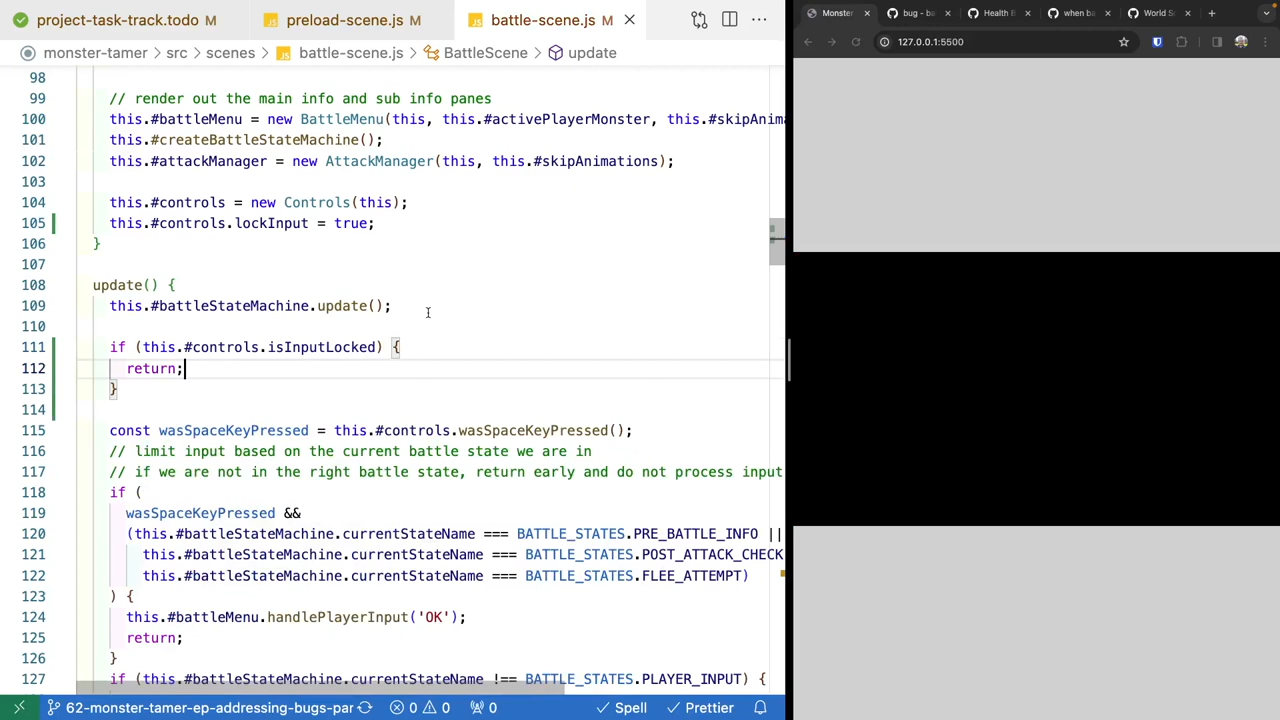 project-task-track.todo M
preload-scene.js M
battle-scene.js M
monster-tamer > src > scenes > battle-scene.js > BattleScene > update
98
99 // render out the main info and sub info panes
100 this.#battleMenu = new BattleMenu(this, this.#activePlayerMonster, this.#skipAnima
101 this.#createBattleStateMachine();
102 this.#attackManager = new AttackManager(this, this.#skipAnimations);
103
104 this.#controls = new Controls(this);
105 this.#controls.lockInput = true;
106 }
107
108 update() {
109 this.#battleStateMachine.update();
110
111 if (this.#controls.isInputLocked) {
112 return;
113 }
114
115 const wasSpaceKeyPressed = this.#controls.wasSpaceKeyPressed();
116 // limit input based on the current battle state we are in
117 // if we are not in the right battle state, return early and do not process input
118 if (
119 wasSpaceKeyPressed &&
120 (this.#battleStateMachine.currentStateName === BATTLE_STATES.PRE_BATTLE_INFO ||
121 this.#battleStateMachine.currentStateName === BATTLE_STATES.POST_ATTACK_CHECK
122 this.#battleStateMachine.currentStateName === BATTLE_STATES.FLEE_ATTEMPT)
123 ) {
124 this.#battleMenu.handlePlayerInput('OK');
125 return;
126 }
127 if (this.#battleStateMachine.currentStateName !== BATTLE_STATES.PLAYER_INPUT) {
62-monster-tamer-ep-addressing-bugs-par 0 0 0 Spell Prettier
Monster
bug - ba
Health B
when ba
World S
127.0.0.1:5500